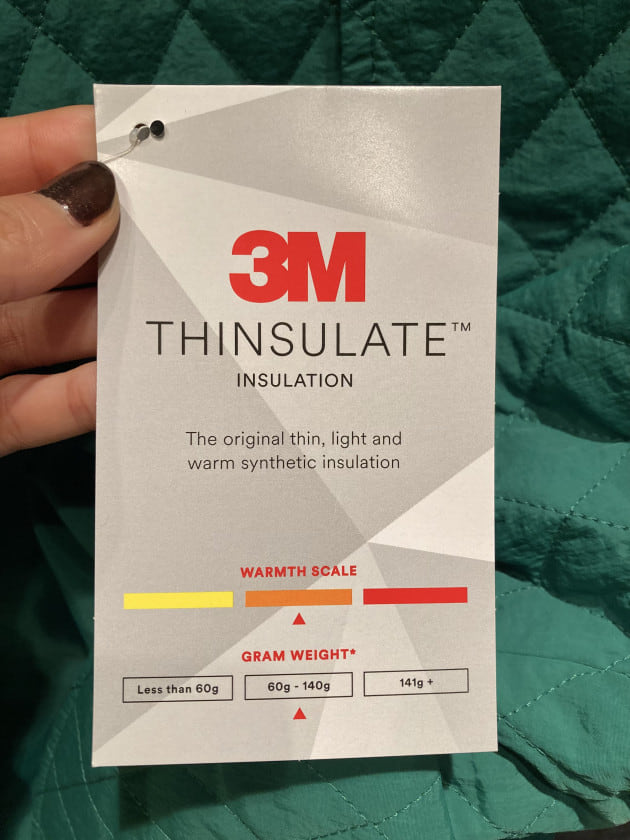 3M
THINSULATE™
INSULATION
The original thin, light and
warm synthetic insulation
WARMTH SCALE
GRAM WEIGHT*
Less than 60g 60g - 140g 141g +